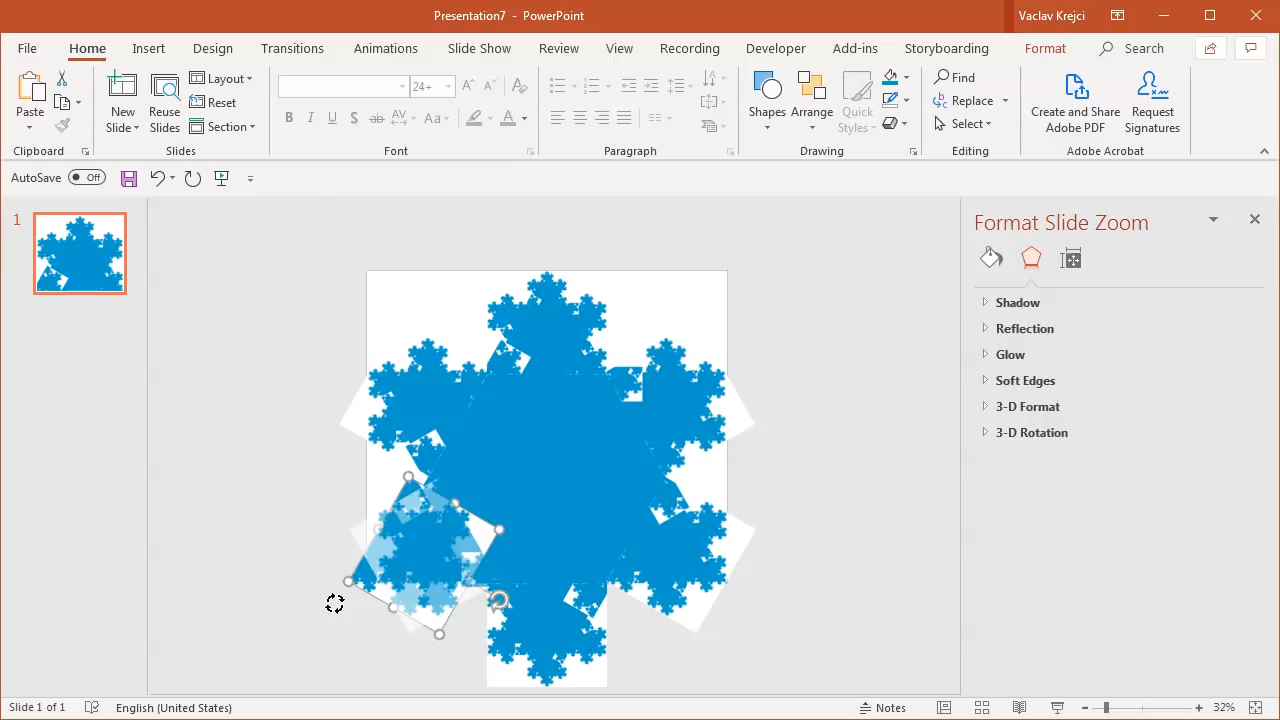 Presentation7 - PowerPoint
Vaclav Krejci
File Home Insert Design Transitions Animations Slide Show Review View Recording Developer Add-ins Storyboarding Format Search
Paste
New
Slide
Reuse
Slides
Layout
Reset
Section
24+
B I U S abc AV Aa
A
Shapes
Arrange
Quick
Styles
Find
Replace
Select
Create and Share
Adobe PDF
Request
Signatures
Clipboard Slides Font Paragraph Drawing Editing Adobe Acrobat
AutoSave Off
1
Format Slide Zoom
Shadow
Reflection
Glow
Soft Edges
3-D Format
3-D Rotation
Slide 1 of 1 English (United States) Notes 32%